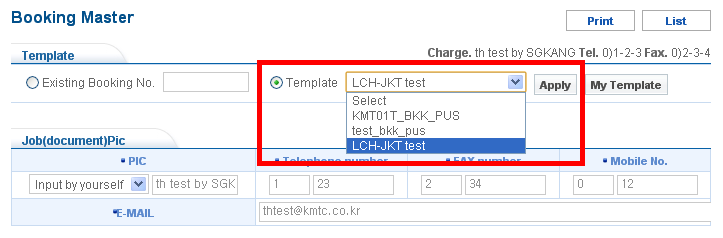 Booking Master
Print
List
Template
Charge. th test by SGKANG Tel. 0)1-2-3 Fax. 0)2-3-4
Existing Booking No.
Template
LCH-JKT test
Apply
My Template
Select
KMT01T_BKK_PUS
test_bkk_pus
LCH-JKT test
Job(document)Pic
PIC
Telephone number
FAX number
Mobile No.
Input by yourself
th test by SGK
1
23
2
34
0
12
E-MAIL
thtest@kmtc.co.kr